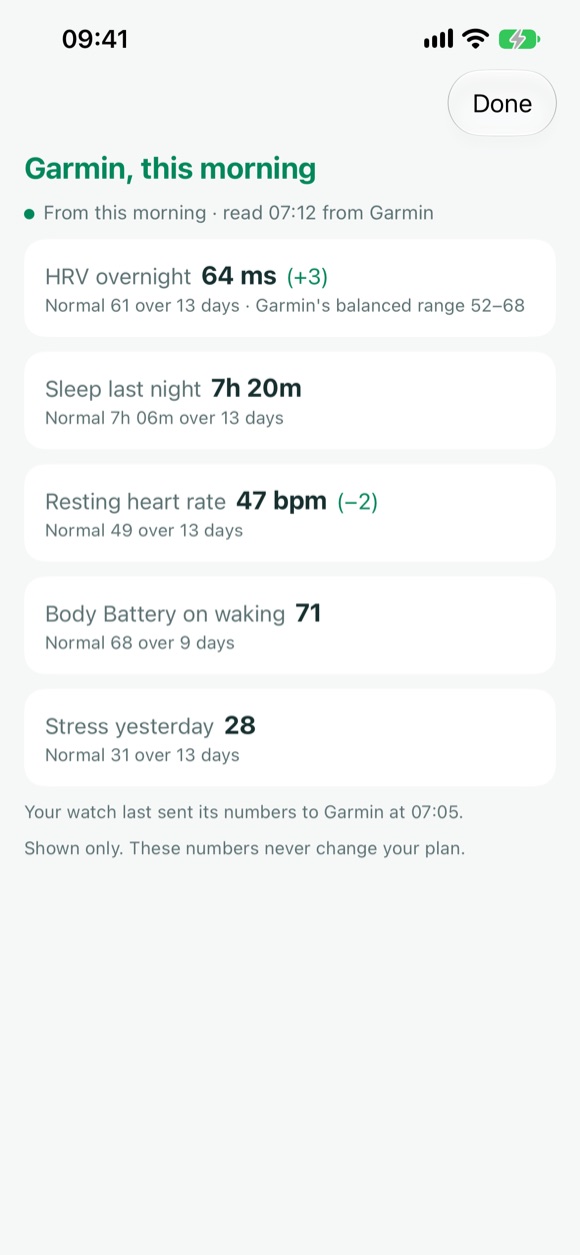 09:41
Done
Garmin, this morning
From this morning · read 07:12 from Garmin
HRV overnight 64 ms (+3)
Normal 61 over 13 days · Garmin's balanced range 52–68
Sleep last night 7h 20m
Normal 7h 06m over 13 days
Resting heart rate 47 bpm (−2)
Normal 49 over 13 days
Body Battery on waking 71
Normal 68 over 9 days
Stress yesterday 28
Normal 31 over 13 days
Your watch last sent its numbers to Garmin at 07:05.
Shown only. These numbers never change your plan.